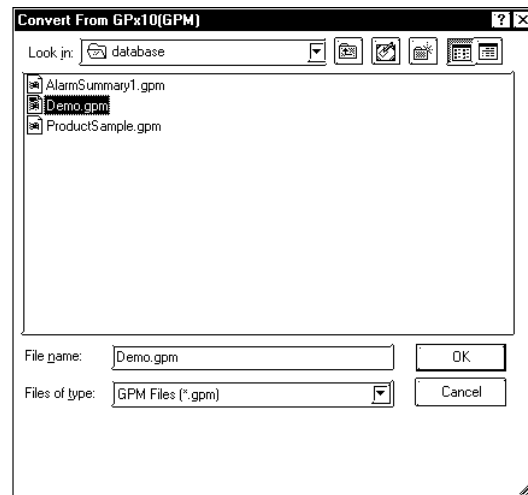 Convert From GPx10(GPM)
Look in: database
AlarmSummary1.gpm
Demo.gpm
ProductSample.gpm
File name: Demo.gpm OK
Files of type: GPM Files (*.gpm) Cancel